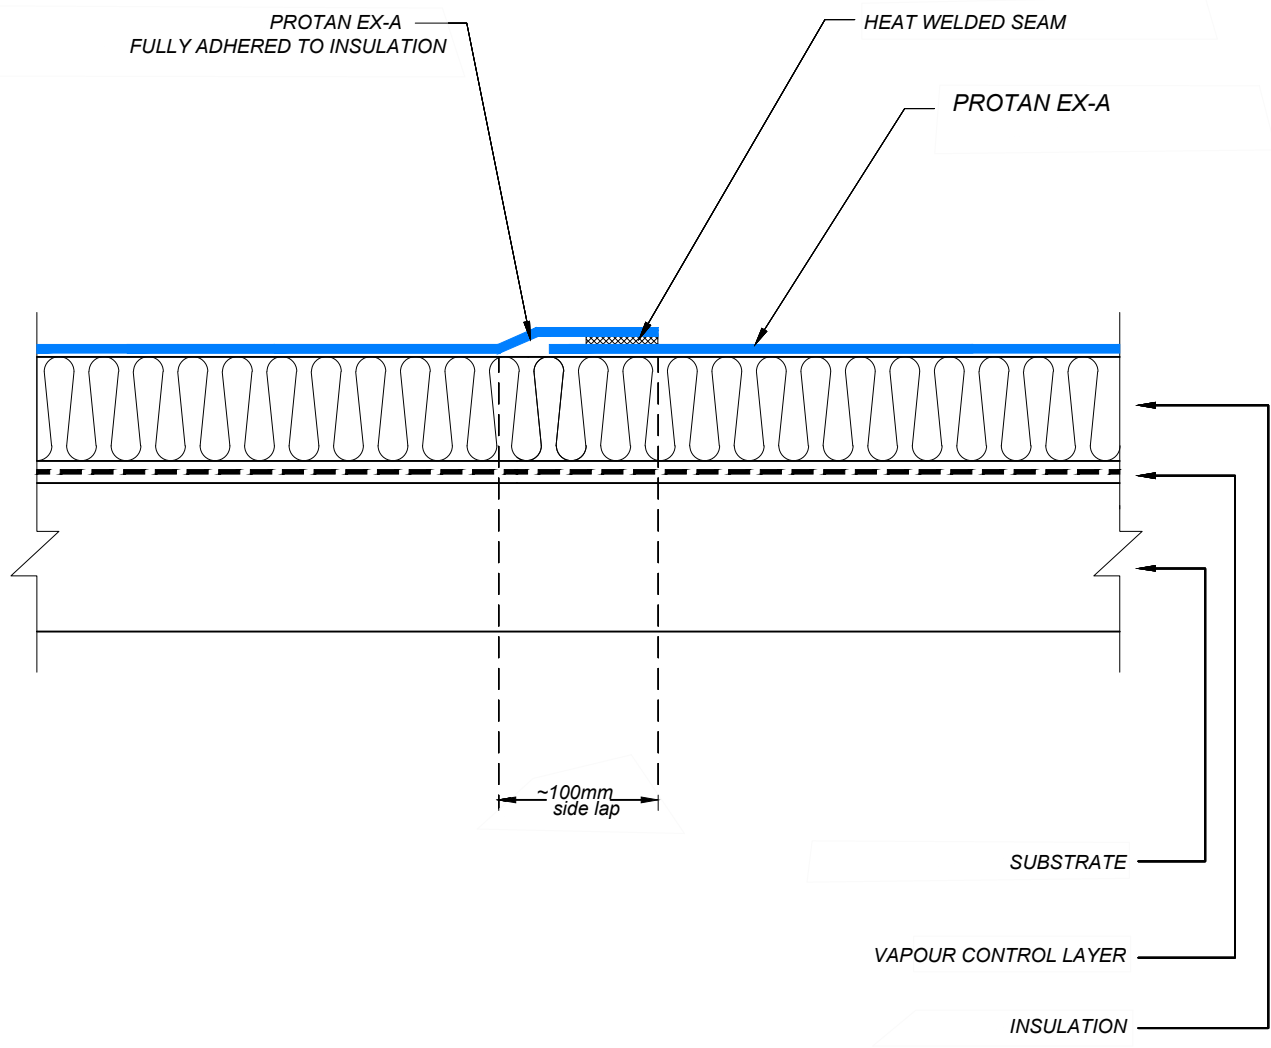 PROTAN EX-A
FULLY ADHERED TO INSULATION
HEAT WELDED SEAM
PROTAN EX-A
~100mm
side lap
SUBSTRATE
VAPOUR CONTROL LAYER
INSULATION